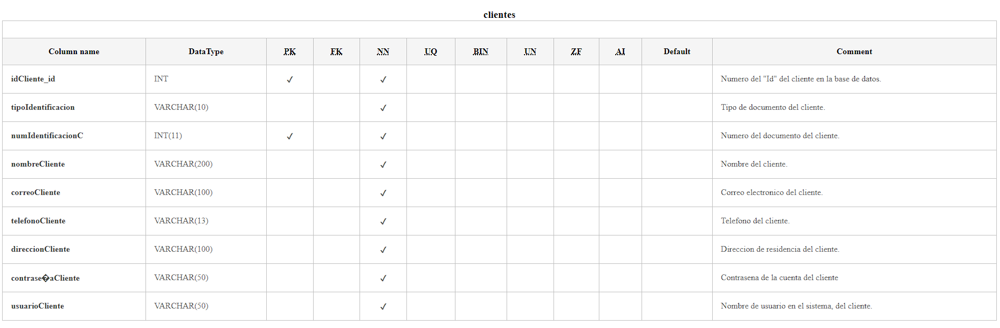 clientes
Column name DataType PK FK NN UQ BIN UN ZF AI Default Comment
idCliente_id INT ✓ ✓ Numero del "Id" del cliente en la base de datos.
tipoIdentificacion VARCHAR(10) ✓ Tipo de documento del cliente.
numIdentificacionC INT(11) ✓ ✓ Numero del documento del cliente.
nombreCliente VARCHAR(200) ✓ Nombre del cliente.
correoCliente VARCHAR(100) ✓ Correo electronico del cliente.
telefonoCliente VARCHAR(13) ✓ Telefono del cliente.
direccionCliente VARCHAR(100) ✓ Direccion de residencia del cliente.
contrase�aCliente VARCHAR(50) ✓ Contrasena de la cuenta del cliente
usuarioCliente VARCHAR(50) ✓ Nombre de usuario en el sistema, del cliente.